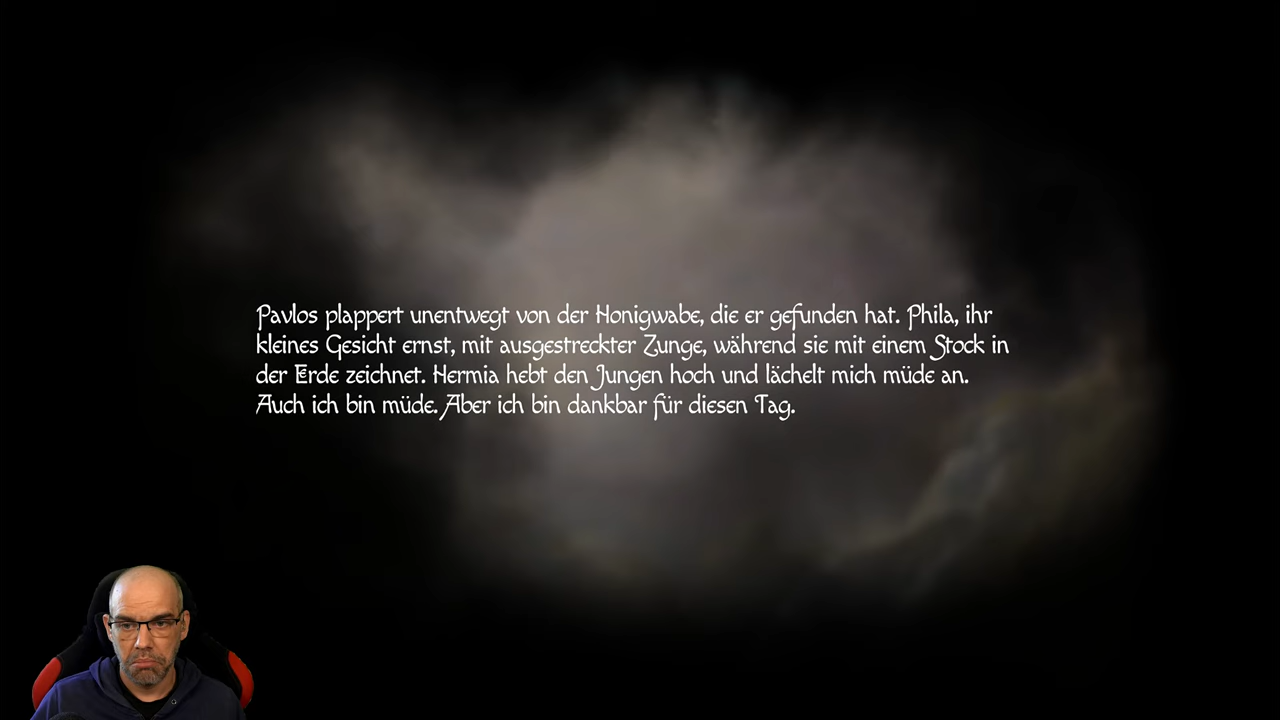 Pavlos plappert unentwegt von der Honigwabe, die er gefunden hat. Phila, ihr
kleines Gesicht ernst, mit ausgestreckter Zunge, während sie mit einem Stock in
der Erde zeichnet. Hermia hebt den Jungen hoch und lächelt mich müde an.
Auch ich bin müde. Aber ich bin dankbar für diesen Tag.